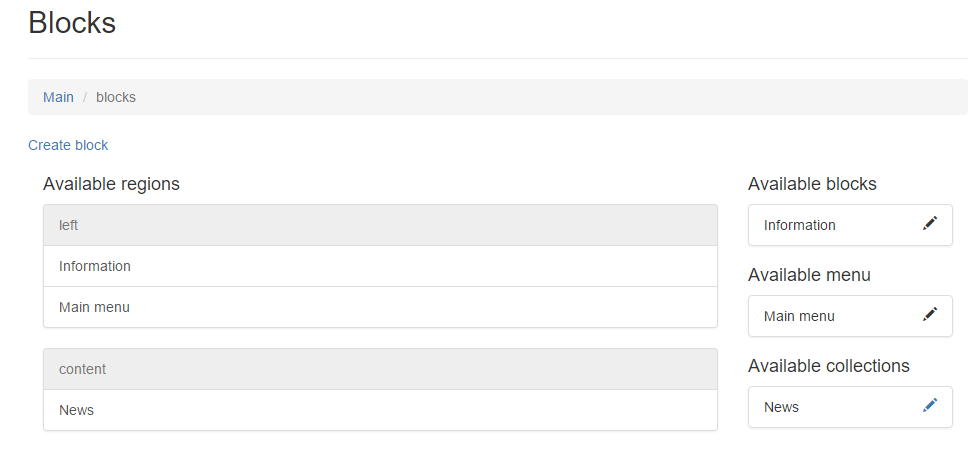 Blocks
Main / blocks
Create block
Available regions
left
Information
Main menu
content
News
Available blocks
Information
Available menu
Main menu
Available collections
News